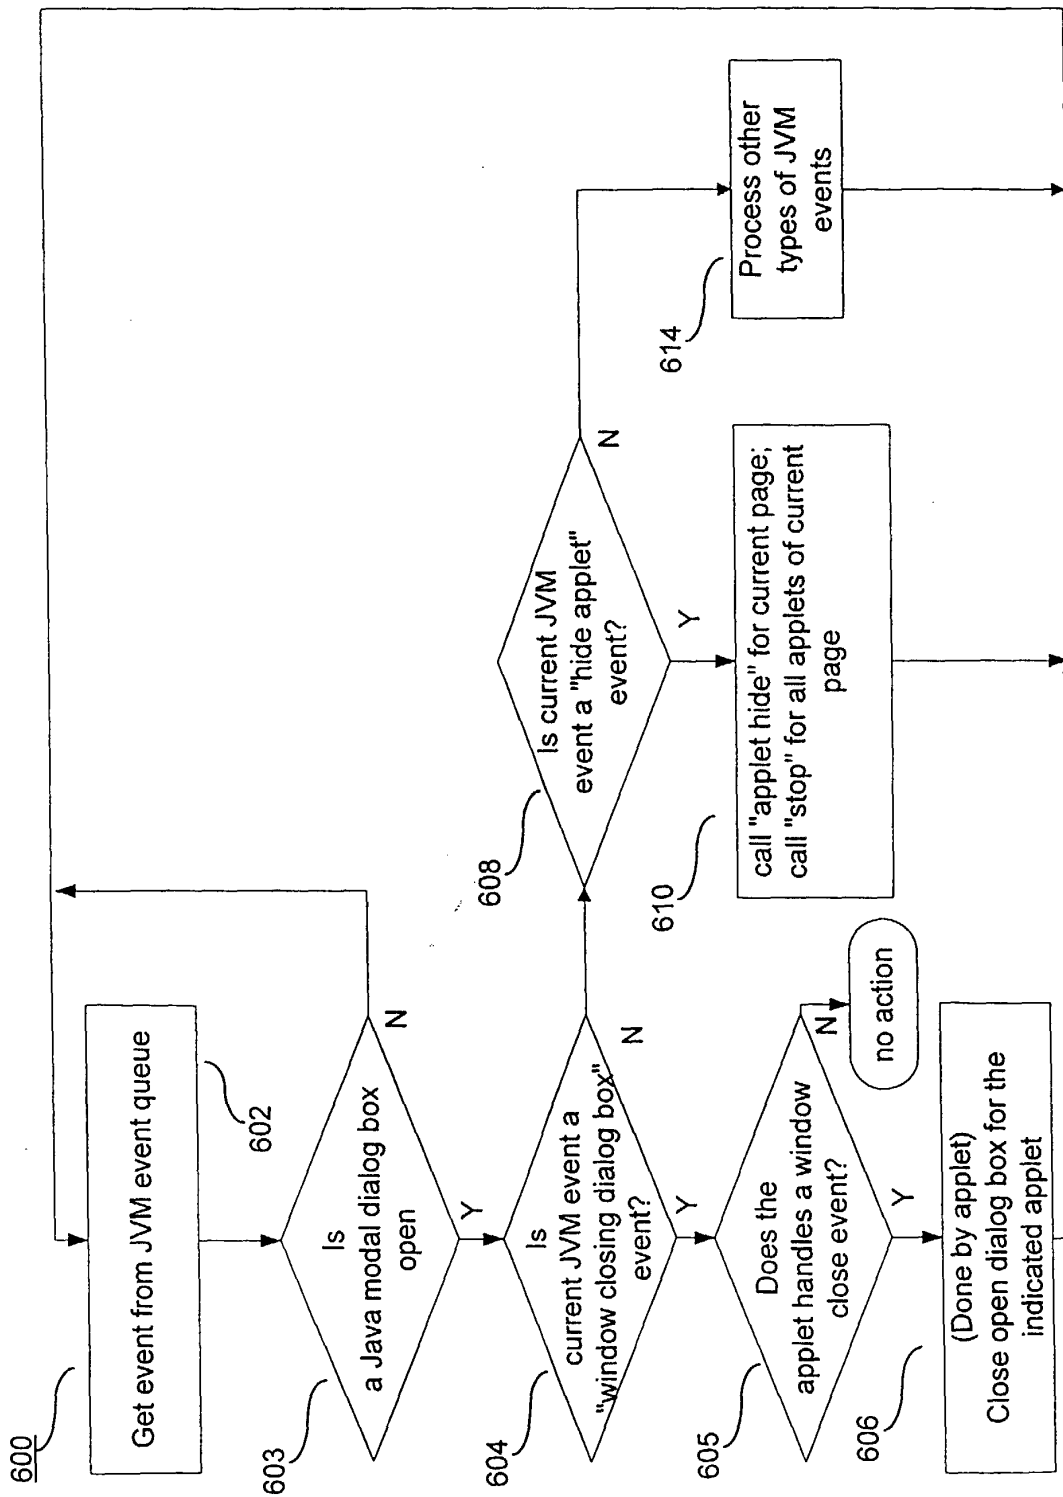 600
Get event from JVM event queue
602
Is
a Java modal dialog box
open
603
N
Y
Is
current JVM event a
"window closing dialog box"
event?
604
N
Y
Is current JVM
event a "hide applet"
event?
608
N
Y
Does the
applet handles a window
close event?
605
N
Y
no action
(Done by applet)
Close open dialog box for the
indicated applet
606
call "applet hide" for current page;
call "stop" for all applets of current
page
610
Process other
types of JVM
events
614